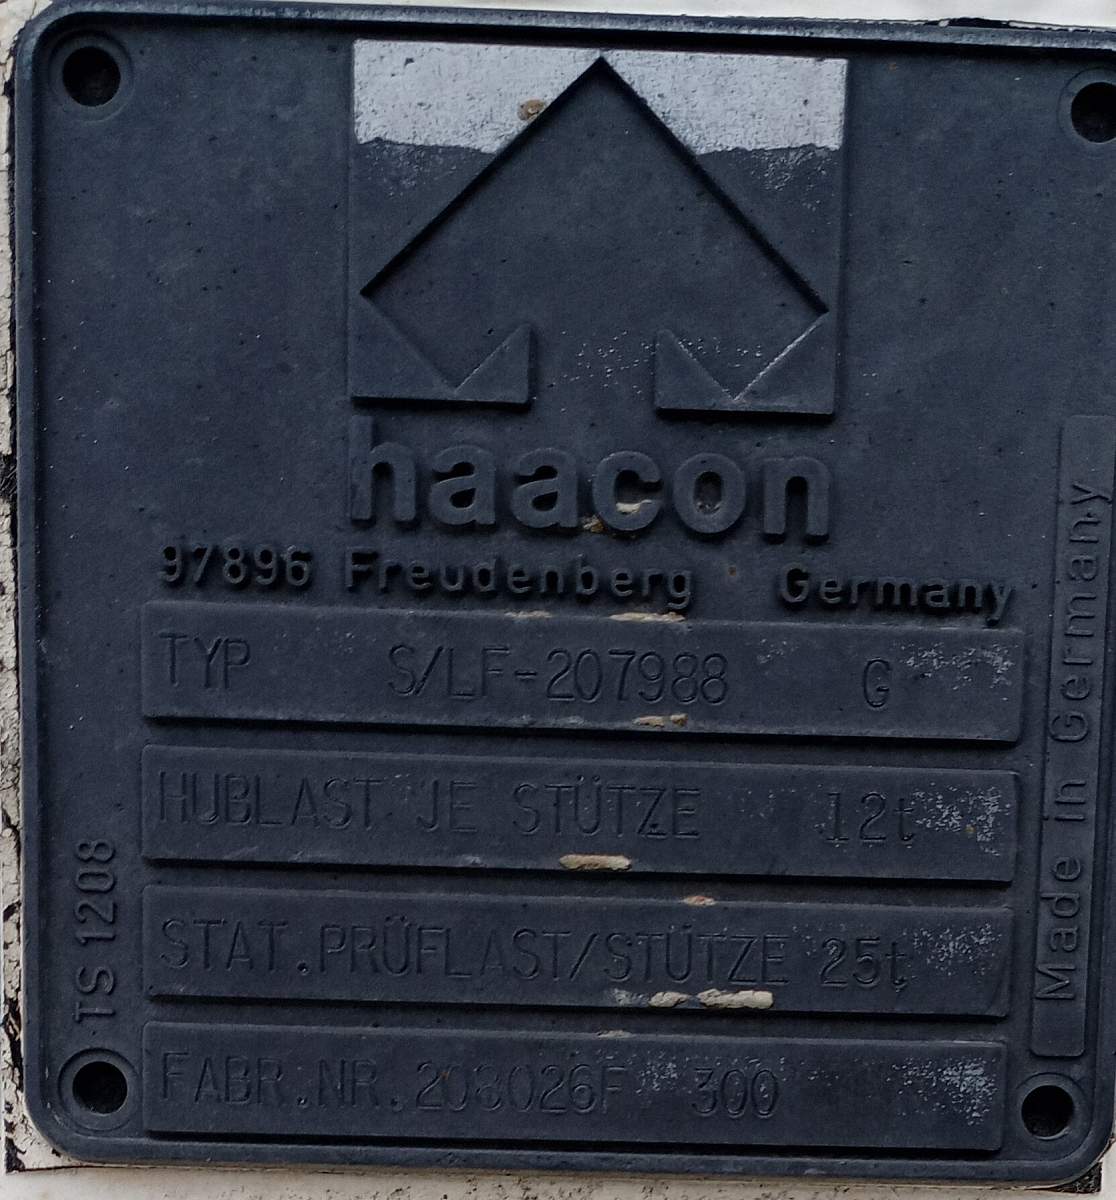 haacon
97896 Freudenberg Germany
TYP S/LF-207988 G
HUBLAST JE STÜTZE 12t
STAT.PRÜFLAST/STÜTZE 25t
FABR.NR. 208026F 300
TS 1208
Made in Germany